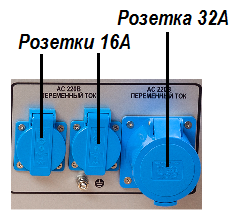 Розетка 32А
Розетки 16А
АС 220В
ПЕРЕМЕННЫЙ ТОК
АС 220В
ПЕРЕМЕННЫЙ ТОК